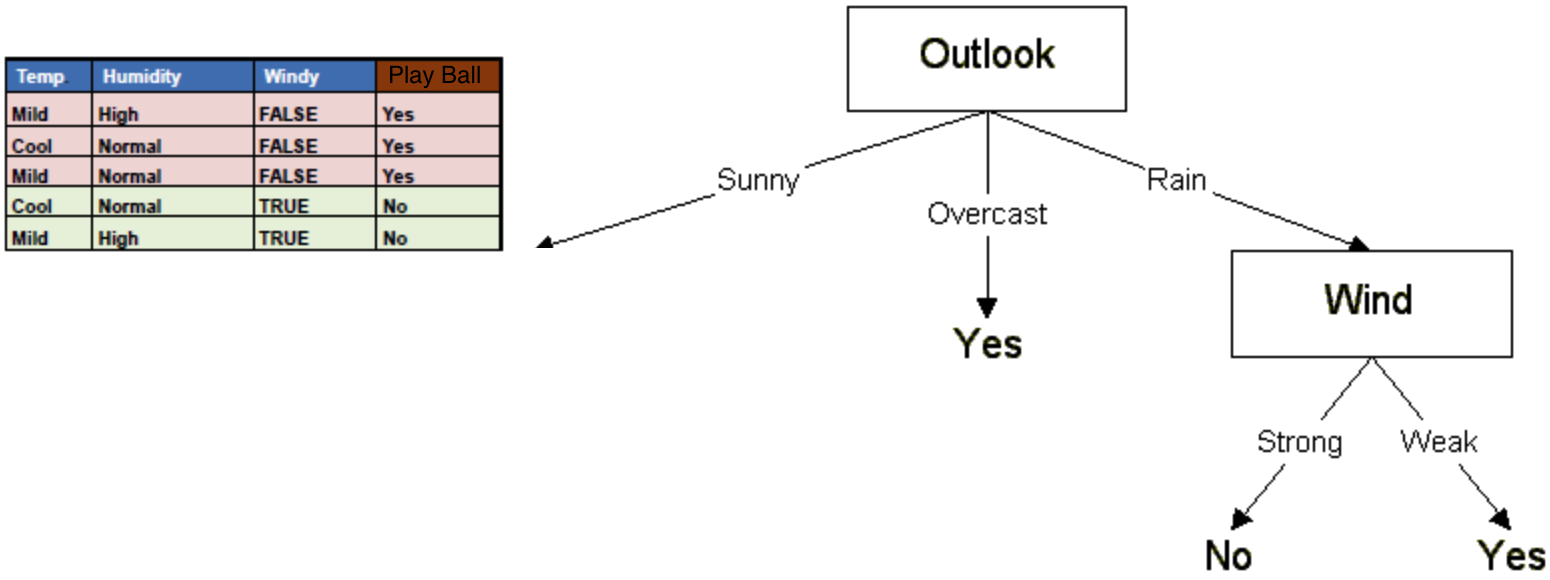 Temp Humidity Windy Play Ball
Mild High FALSE Yes
Cool Normal FALSE Yes
Mild Normal FALSE Yes
Cool Normal TRUE No
Mild High TRUE No
Outlook
Sunny
Overcast
Rain
Yes
Wind
Strong
Weak
No
Yes